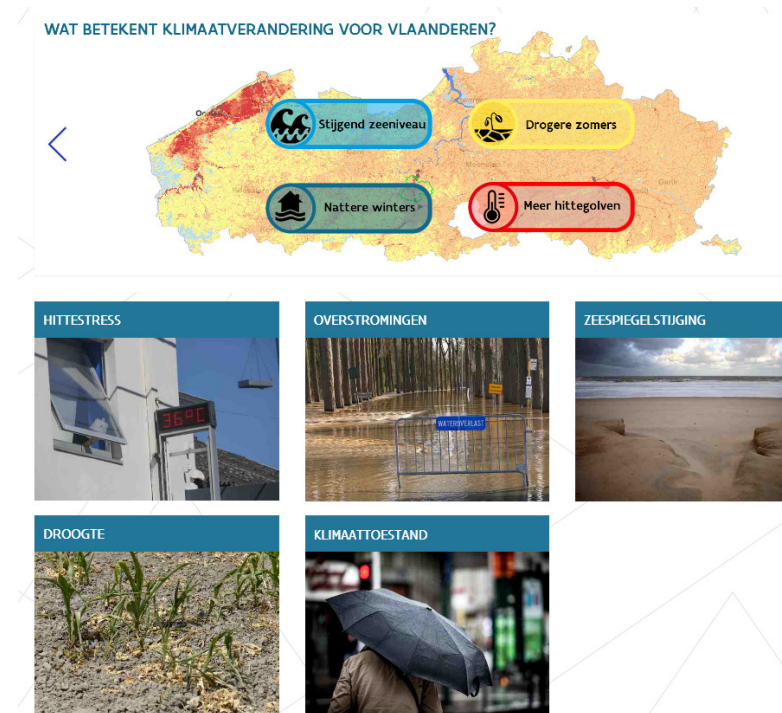 WAT BETEKENT KLIMAATVERANDERING VOOR VLAANDEREN?
Stijgend zeeniveau
Drogere zomers
Nattere winters
Meer hittegolven
HITTESTRESS
OVERSTROMINGEN
ZEESPIEGELSTIJGING
36°C
WATEROVERLAST
DROOGTE
KLIMAATTOESTAND